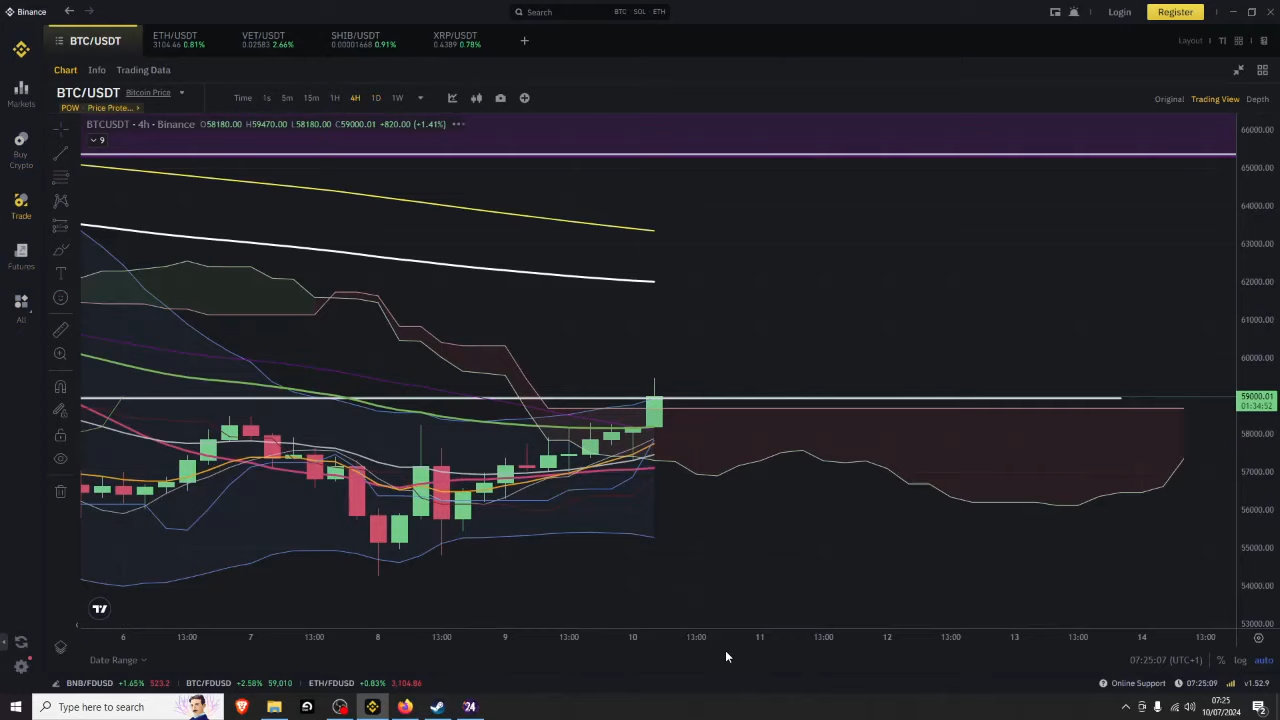 Binance
Search BTC SOL ETH
Login Register
BTC/USDT
ETH/USDT
3104.46 0.81%
VET/USDT
0.02583 2.66%
SHIB/USDT
0.00001668 0.91%
XRP/USDT
0.4389 0.78%
Layout
Chart Info Trading Data
BTC/USDT Bitcoin Price
POW Price Prote...
Time 1s 5m 15m 1H 4H 1D 1W
Original Trading View Depth
BTCUSDT - 4h - Binance O58180.00 H59470.00 L58180.00 C59000.01 +820.00 (+1.41%)
9
Markets
Buy
Crypto
Trade
Futures
All
66000.00
65000.00
64000.00
63000.00
62000.00
61000.00
60000.00
59000.01
01:34:52
58000.00
57000.00
56000.00
55000.00
54000.00
53000.00
6 13:00 7 13:00 8 13:00 9 13:00 10 13:00 11 13:00 12 13:00 13 13:00 14 13:00
Date Range
07:25:07 (UTC+1) % log auto
BNB/FDUSD +1.65% 523.2 BTC/FDUSD +2.58% 59,010 ETH/FDUSD +0.83% 3,104.86
Online Support 07:25:09 v1.52.9
Type here to search
07:25
10/07/2024